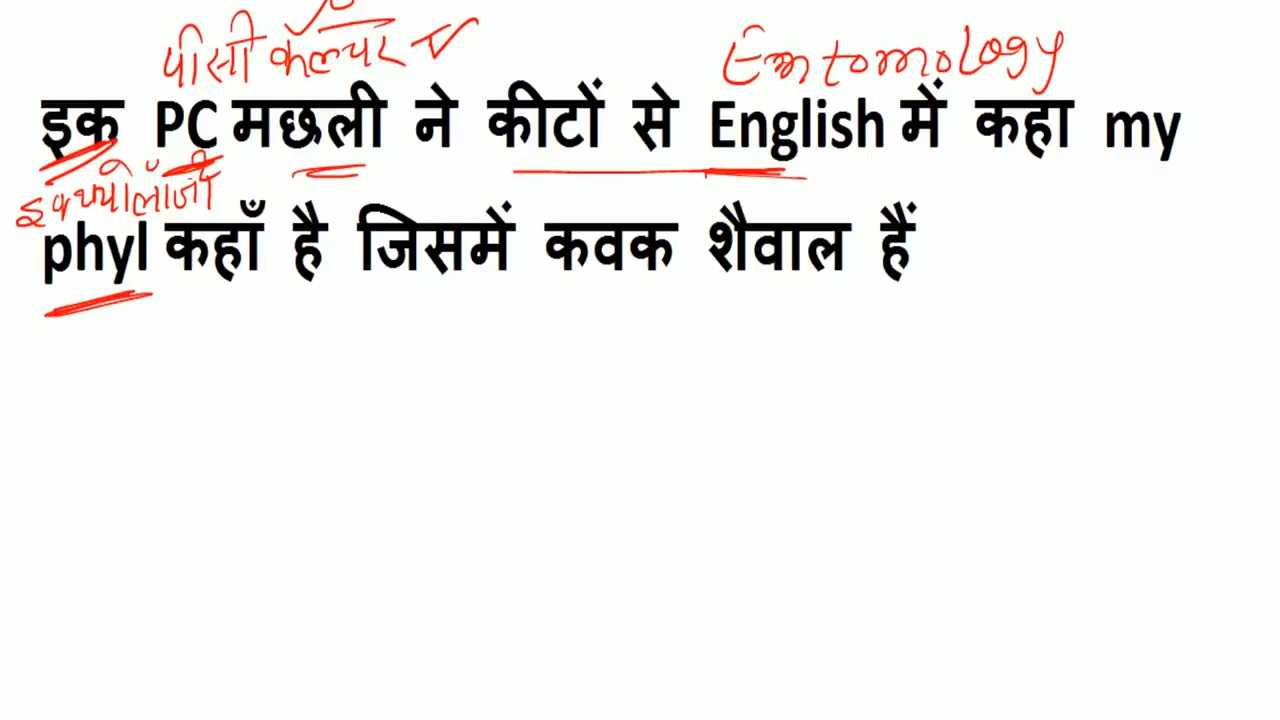 पीसी कल्चर
Entomology
इक PC मछली ने कीटों से English में कहा my
इक्थ्योलॉजी
phyl कहाँ है जिसमें कवक शैवाल हैं